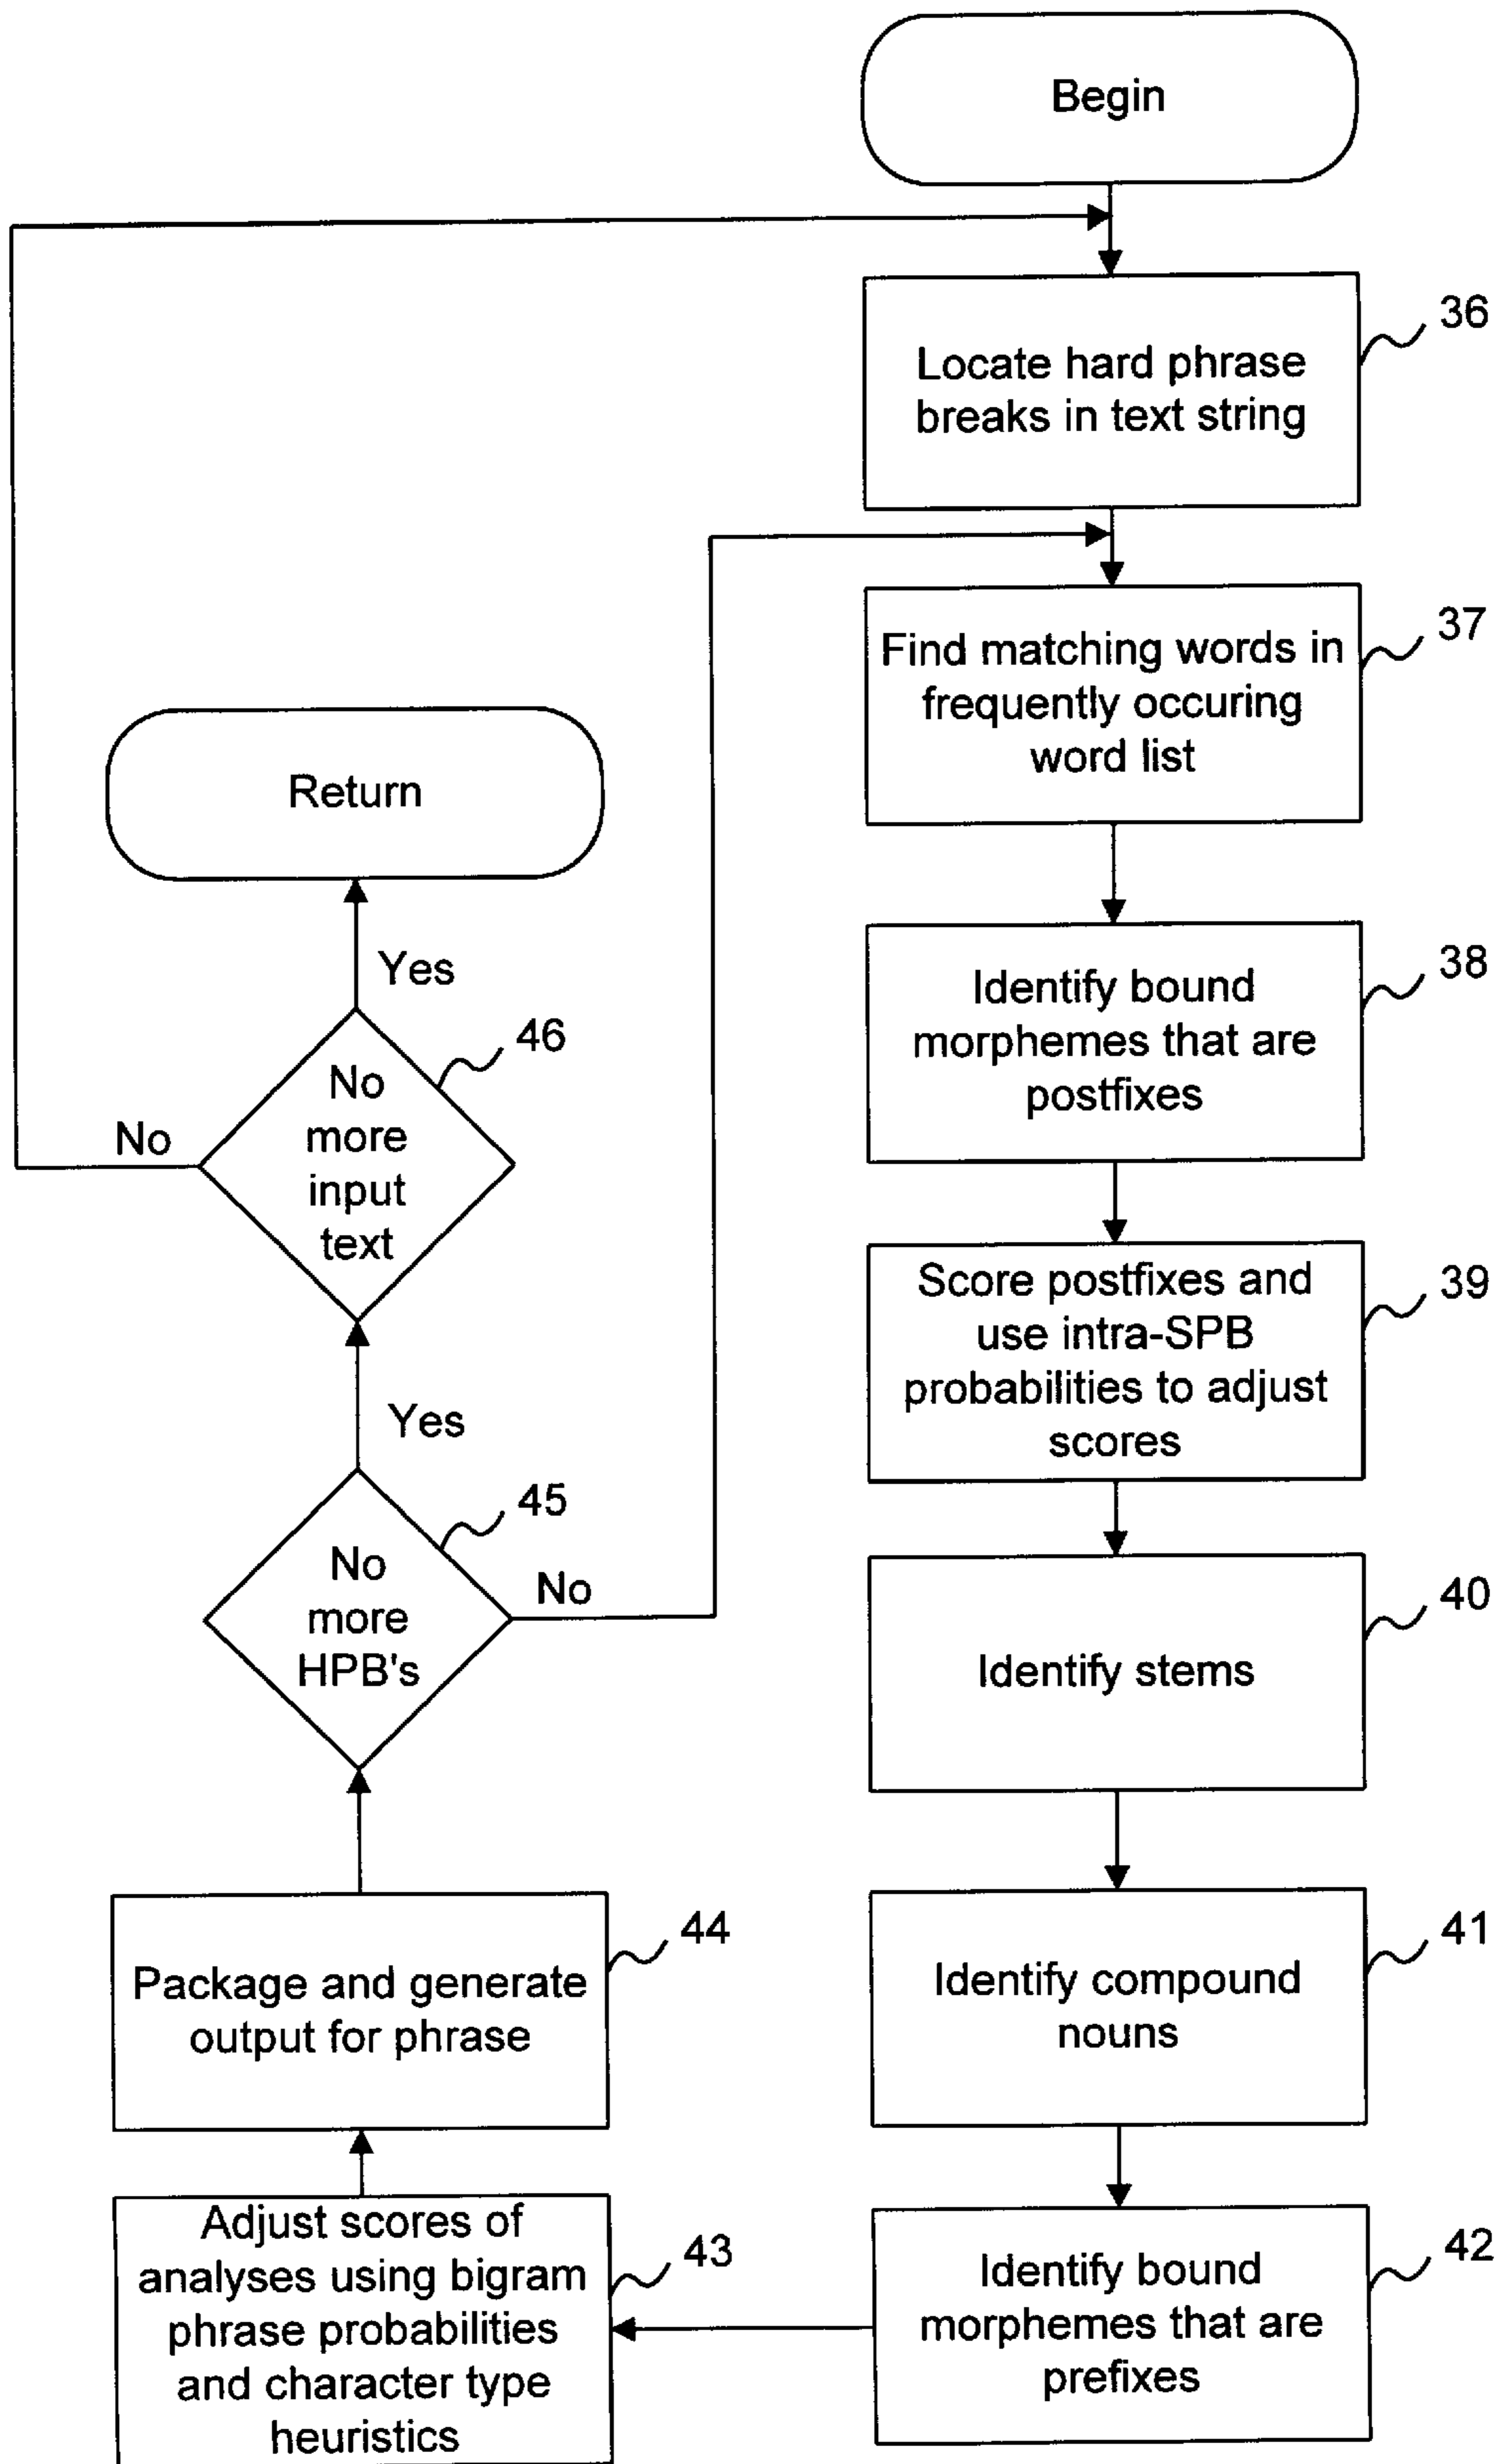 Begin
36
Locate hard phrase
breaks in text string
37
Find matching words in
frequently occuring
word list
38
Identify bound
morphemes that are
postfixes
39
Score postfixes and
use intra-SPB
probabilities to adjust
scores
40
Identify stems
41
Identify compound
nouns
42
Identify bound
morphemes that are
prefixes
43
Adjust scores of
analyses using bigram
phrase probabilities
and character type
heuristics
44
Package and generate
output for phrase
45
No
more
HPB's
No
Yes
46
No
more
input
text
No
Yes
Return